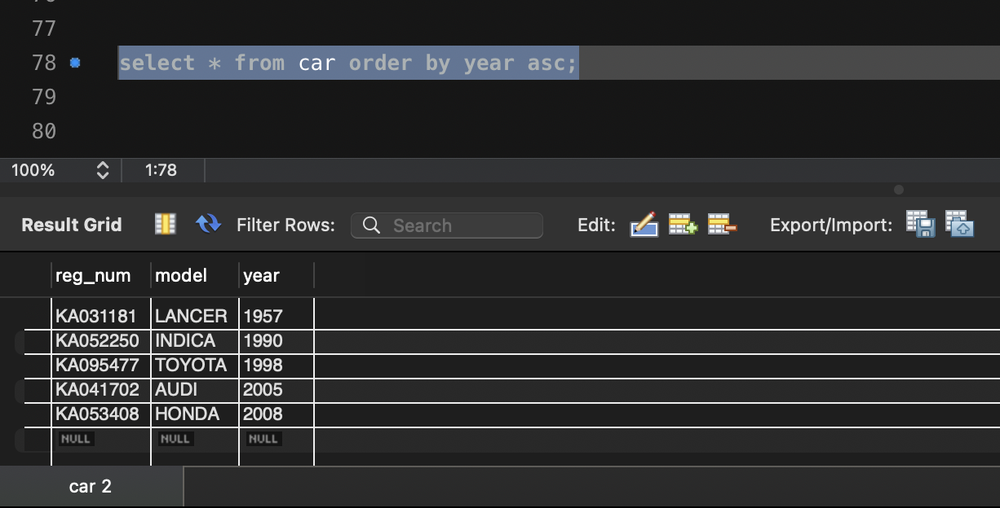 77
78 select * from car order by year asc;
79
80
100% 1:78
Result Grid Filter Rows: Search Edit: Export/Import:
reg_num model year
KA031181 LANCER 1957
KA052250 INDICA 1990
KA095477 TOYOTA 1998
KA041702 AUDI 2005
KA053408 HONDA 2008
NULL NULL NULL
car 2